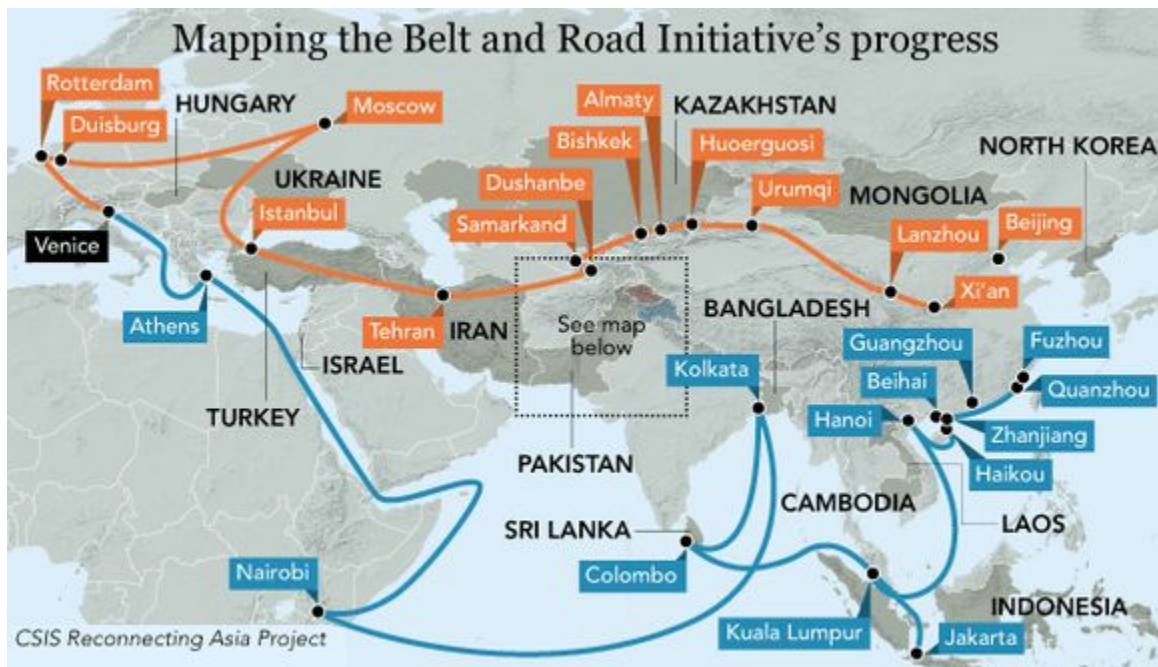 Mapping the Belt and Road Initiative's progress
Rotterdam
Duisburg
HUNGARY
Moscow
Almaty
KAZAKHSTAN
Bishkek
Huoerguosi
NORTH KOREA
UKRAINE
Dushanbe
Urumqi
MONGOLIA
Istanbul
Samarkand
Lanzhou
Beijing
Venice
Xi'an
Athens
Tehran
IRAN
See map
below
BANGLADESH
ISRAEL
Guangzhou
Fuzhou
Kolkata
Beihai
Quanzhou
TURKEY
Hanoi
Zhanjiang
PAKISTAN
Haikou
CAMBODIA
SRI LANKA
LAOS
Nairobi
Colombo
INDONESIA
CSIS Reconnecting Asia Project
Kuala Lumpur
Jakarta